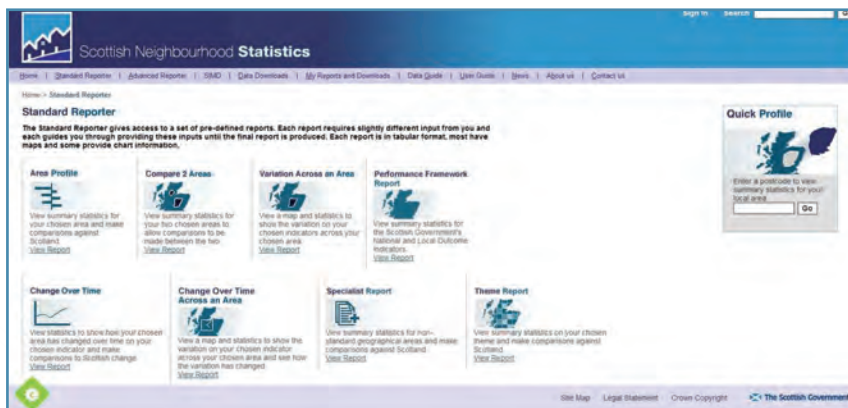 Sign In Search
Scottish Neighbourhood Statistics
Home | Standard Reporter | Advanced Reporter | SIMD | Data Downloads | My Reports and Downloads | Data Guide | User Guide | News | About us | Contact us
Home > Standard Reporter
Standard Reporter
The Standard Reporter gives access to a set of pre-defined reports. Each report requires slightly different input from you and
each guides you through providing these inputs until the final report is produced. Each report is in tabular format, most have
maps and some provide chart information.
Quick Profile
Enter a postcode to view
summary statistics for your
local area
Go
Area Profile
View summary statistics for
your chosen area and make
comparisons against
Scotland.
View Report
Compare 2 Areas
View summary statistics for
your two chosen areas to
allow comparisons to be
made between the two.
View Report
Variation Across an Area
View a map and statistics to
show the variation on your
chosen indicators across your
chosen area.
View Report
Performance Framework
Report
View summary statistics for
the Scottish Government's
National and Local Outcome
Indicators.
View Report
Change Over Time
View statistics to show how your chosen
area has changed over time on your
chosen indicator and make
comparisons to Scottish change.
View Report
Change Over Time
Across an Area
View a map and statistics to show the
variation on your chosen indicator
across your chosen area and see how
the variation has changed.
View Report
Specialist Report
View summary statistics for non-
standard geographical areas and make
comparisons against Scotland.
View Report
Theme Report
View summary statistics on your chosen
theme and make comparisons against
Scotland.
View Report
Site Map Legal Statement Crown Copyright The Scottish Government